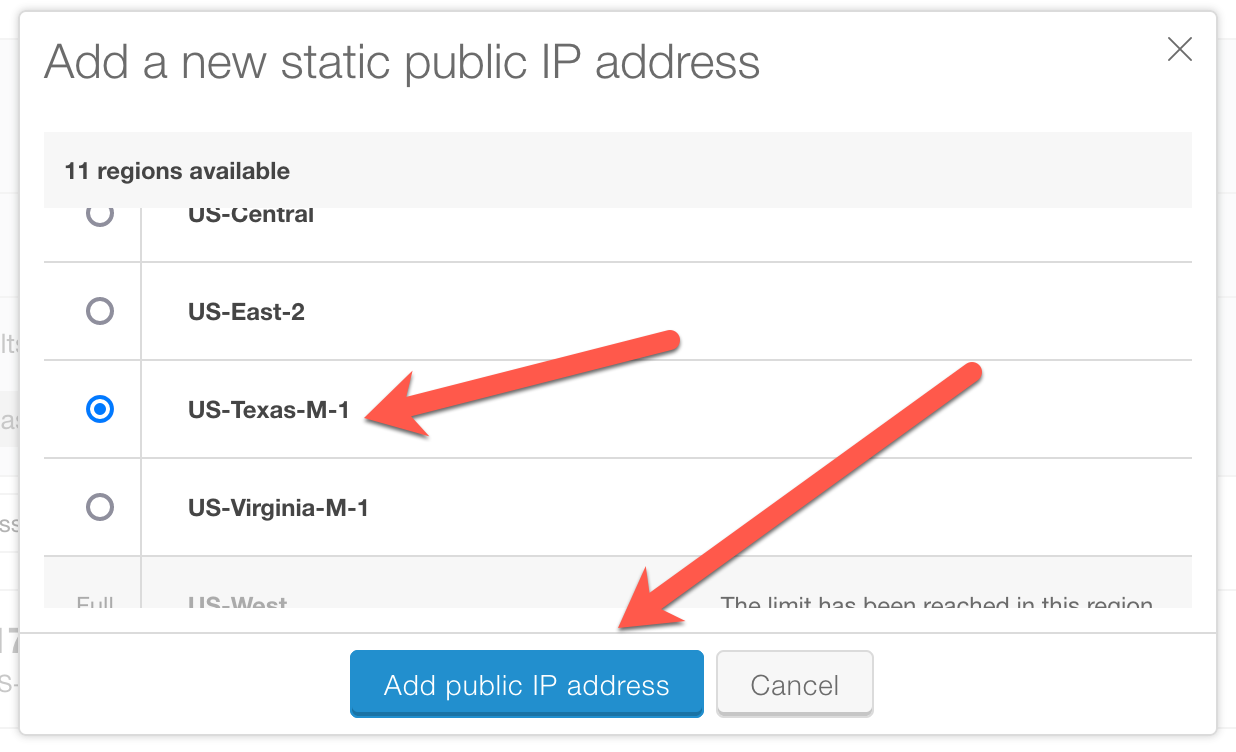 Add a new static public IP address
11 regions available
US-Central
US-East-2
US-Texas-M-1
US-Virginia-M-1
Full US-West The limit has been reached in this region
Add public IP address Cancel